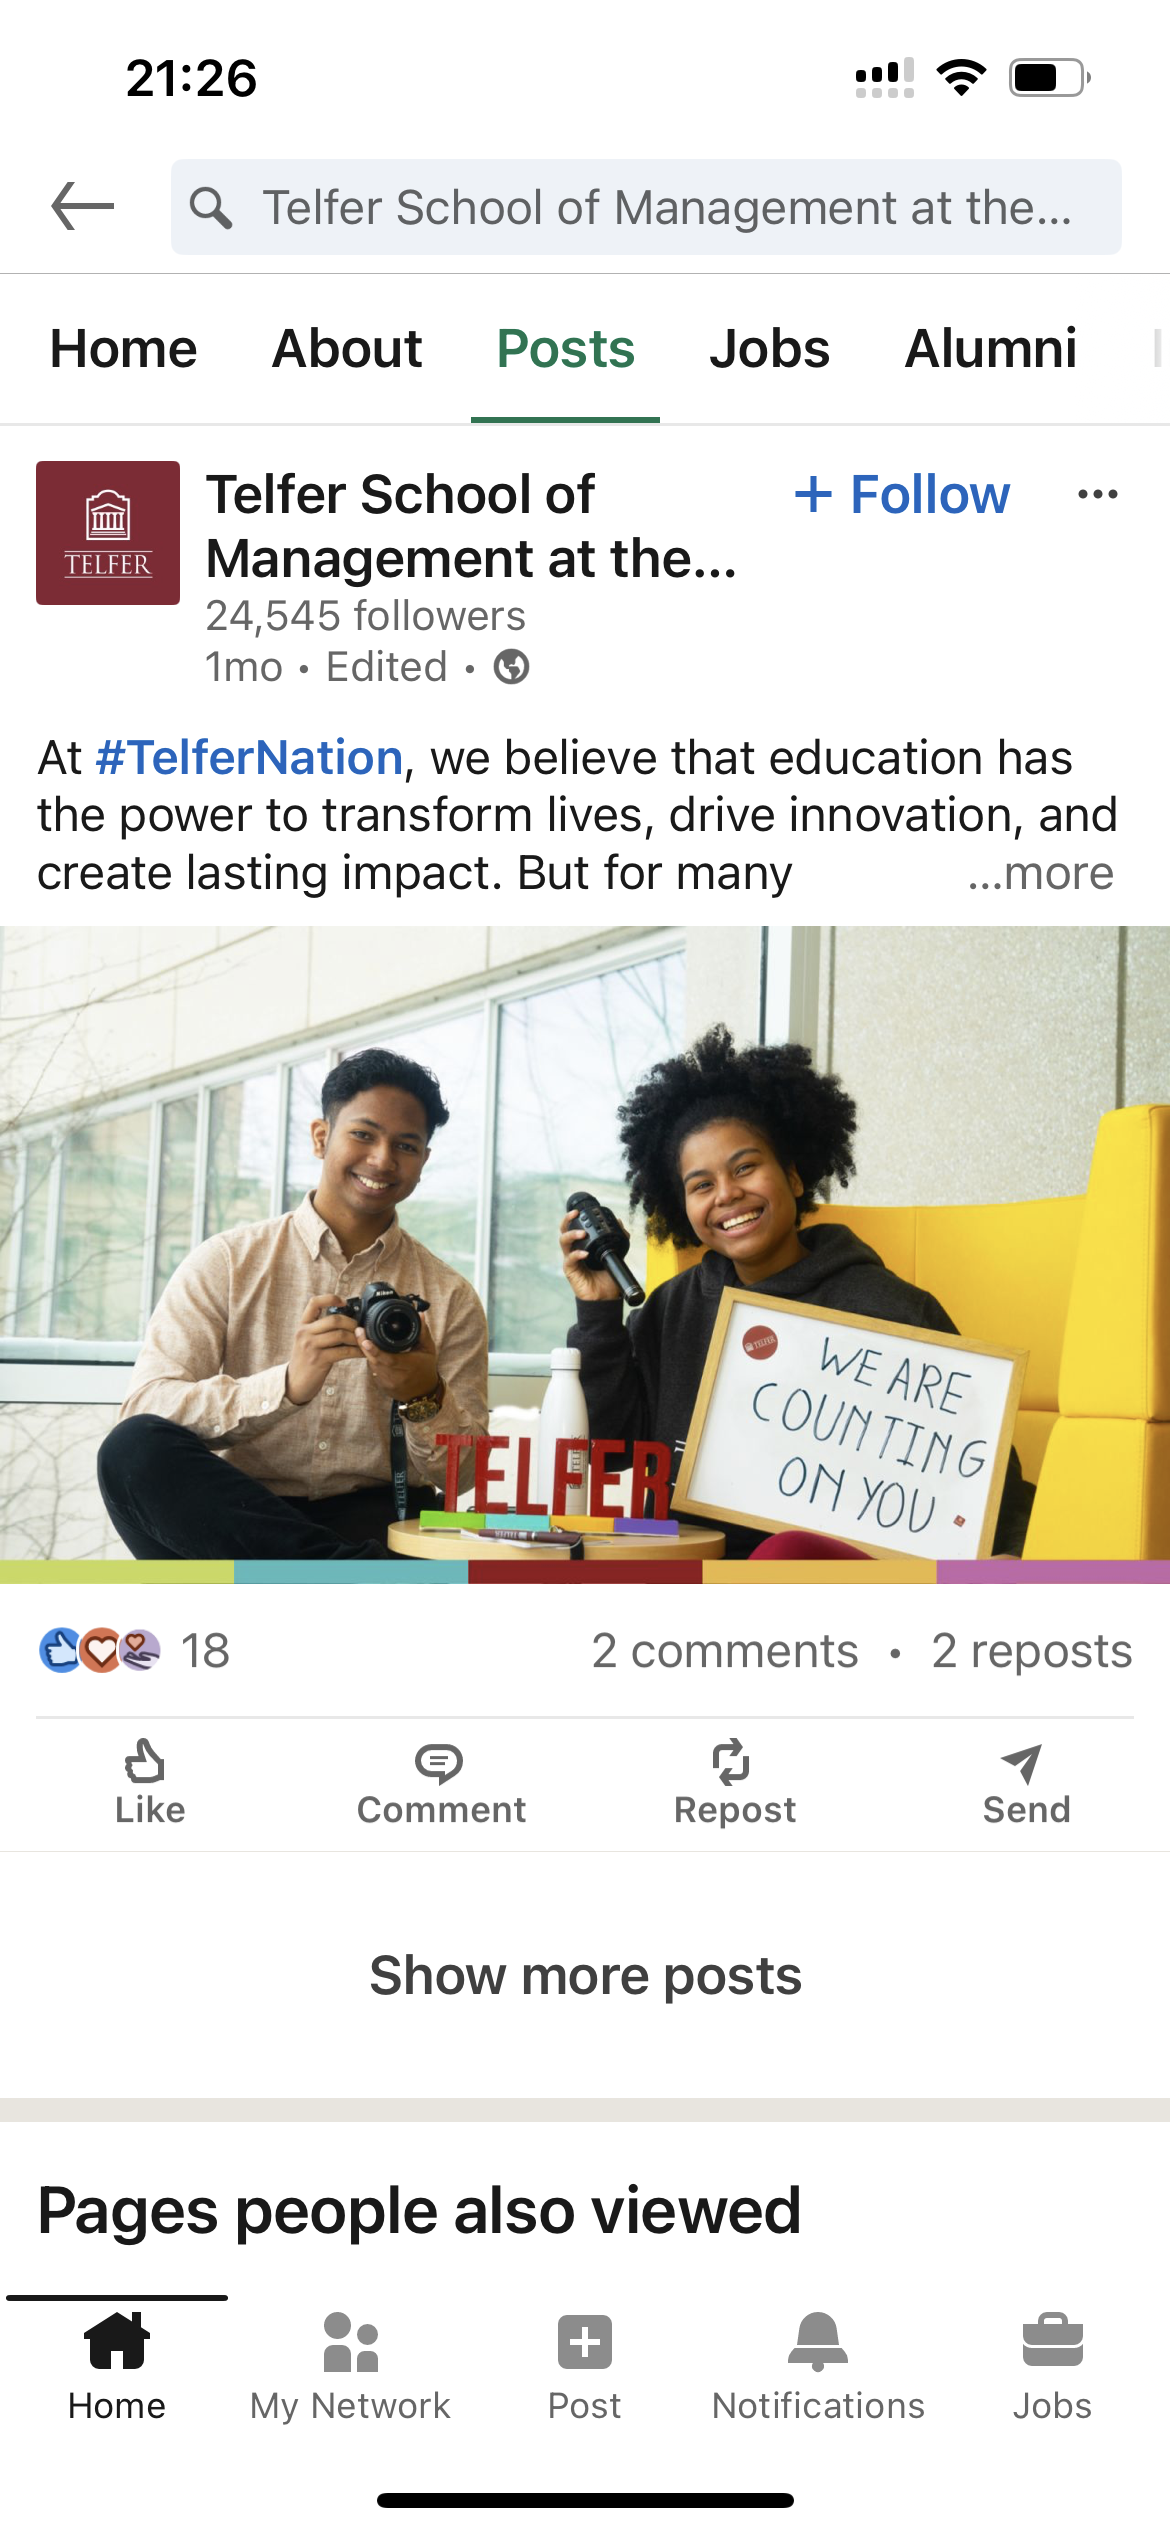 21:26
Telfer School of Management at the...
Home About Posts Jobs Alumni
TELFER
Telfer School of
Management at the...
+ Follow
24,545 followers
1mo • Edited •
At #TelferNation, we believe that education has
the power to transform lives, drive innovation, and
create lasting impact. But for many ...more
Nikon
TELFER
TELFER
TELFER
TELFER
WE ARE
COUNTING
ON YOU
18
2 comments • 2 reposts
Like Comment Repost Send
Show more posts
Pages people also viewed
Home My Network Post Notifications Jobs